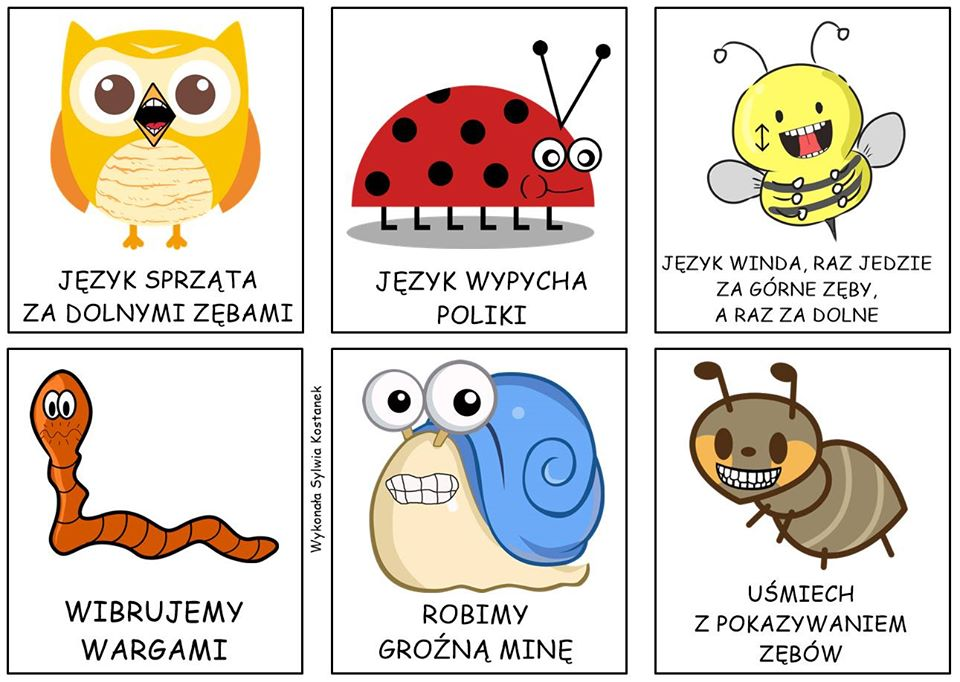 JĘZYK SPRZĄTA
ZA DOLNYMI ZĘBAMI
JĘZYK WYPYCHA
POLIKI
JĘZYK WINDA, RAZ JEDZIE
ZA GÓRNE ZĘBY,
A RAZ ZA DOLNE
WIBRUJEMY
WARGAMI
Wykonała Sylwia Kostanek
ROBIMY
GROŹNĄ MINĘ
UŚMIECH
Z POKAZYWANIEM
ZĘBÓW